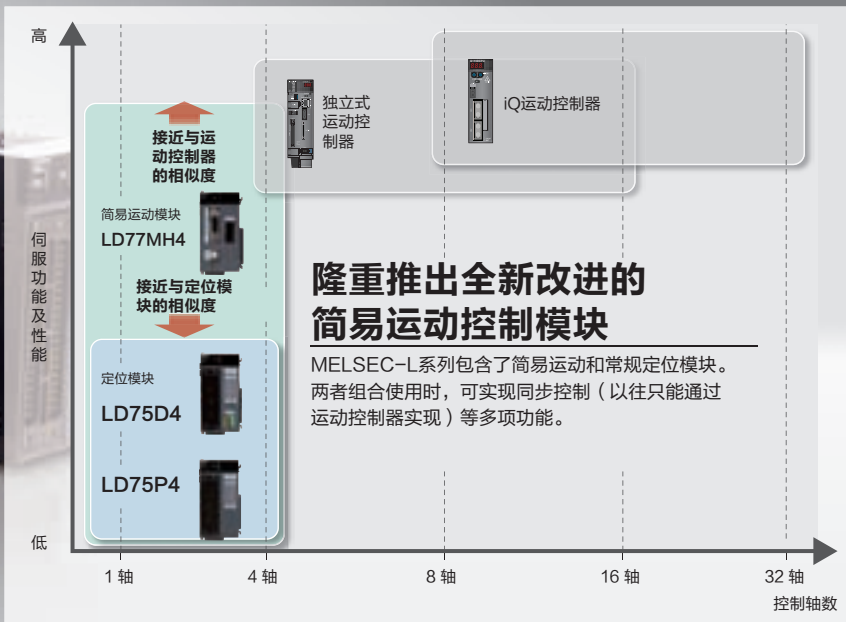 高
独立式
运动控
制器
iQ运动控制器
接近与运
动控制器
的相似度
简易运动模块
LD77MH4
接近与定位模
块的相似度
伺服功能及性能
隆重推出全新改进的
简易运动控制模块
MELSEC-L系列包含了简易运动和常规定位模块。
两者组合使用时，可实现同步控制（以往只能通过
运动控制器实现）等多项功能。
定位模块
LD75D4
LD75P4
低
1 轴
4 轴
8 轴
16 轴
32 轴
控制轴数